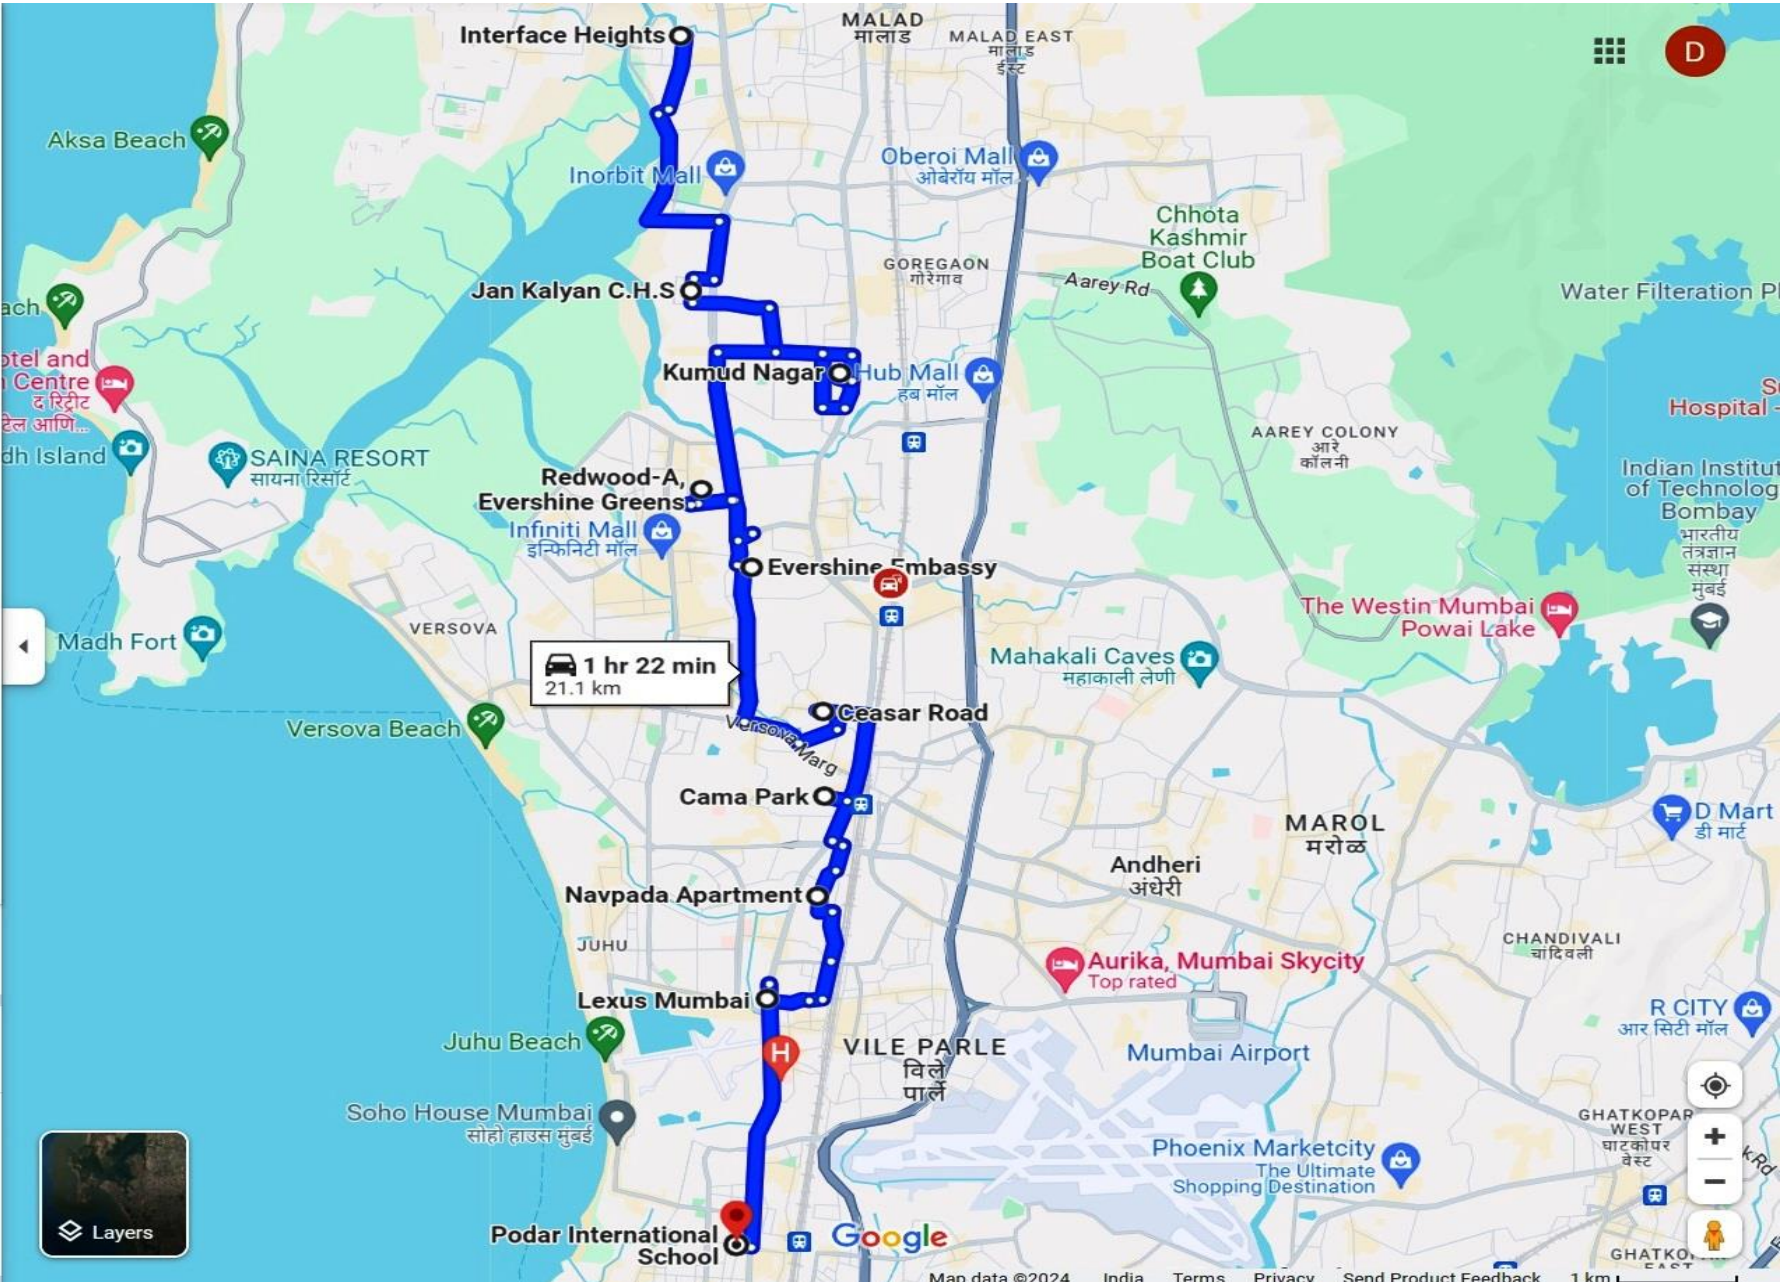 Interface Heights
MALAD
मालाड
MALAD EAST
मालाड
ईस्ट
D
Aksa Beach
Inorbit Mall
Oberoi Mall
ओबेरॉय मॉल
Chhota
Kashmir
Boat Club
GOREGAON
गोरेगाव
Aarey Rd
Jan Kalyan C.H.S
Water Filteration Pl
ach
otel and
n Centre
द रिट्रीट
टेल आणि...
Kumud Nagar
Hub Mall
हब मॉल
Hospital -
AAREY COLONY
आरे
कॉलनी
dh Island
SAINA RESORT
सायना रिसॉर्ट
Indian Institut
of Technolog
Bombay
भारतीय
तंत्रज्ञान
संस्था
मुंबई
Redwood-A,
Evershine Greens
Infiniti Mall
इन्फिनिटी मॉल
Evershine Embassy
The Westin Mumbai
Powai Lake
VERSOVA
Madh Fort
1 hr 22 min
21.1 km
Mahakali Caves
महाकाली लेणी
Versova Beach
Versova Marg
Ceasar Road
Cama Park
MAROL
मरोळ
D Mart
डी मार्ट
Andheri
अंधेरी
Navpada Apartment
JUHU
CHANDIVALI
चांदिवली
Aurika, Mumbai Skycity
Top rated
Lexus Mumbai
R CITY
आर सिटी मॉल
Juhu Beach
H
VILE PARLE
विले
पार्ले
Mumbai Airport
Soho House Mumbai
सोहो हाउस मुंबई
GHATKOPAR
WEST
घाटकोपर
वेस्ट
k Rd
Phoenix Marketcity
The Ultimate
Shopping Destination
Layers
Podar International
School
Google
Map data ©2024 India Terms Privacy Send Product Feedback 1 km